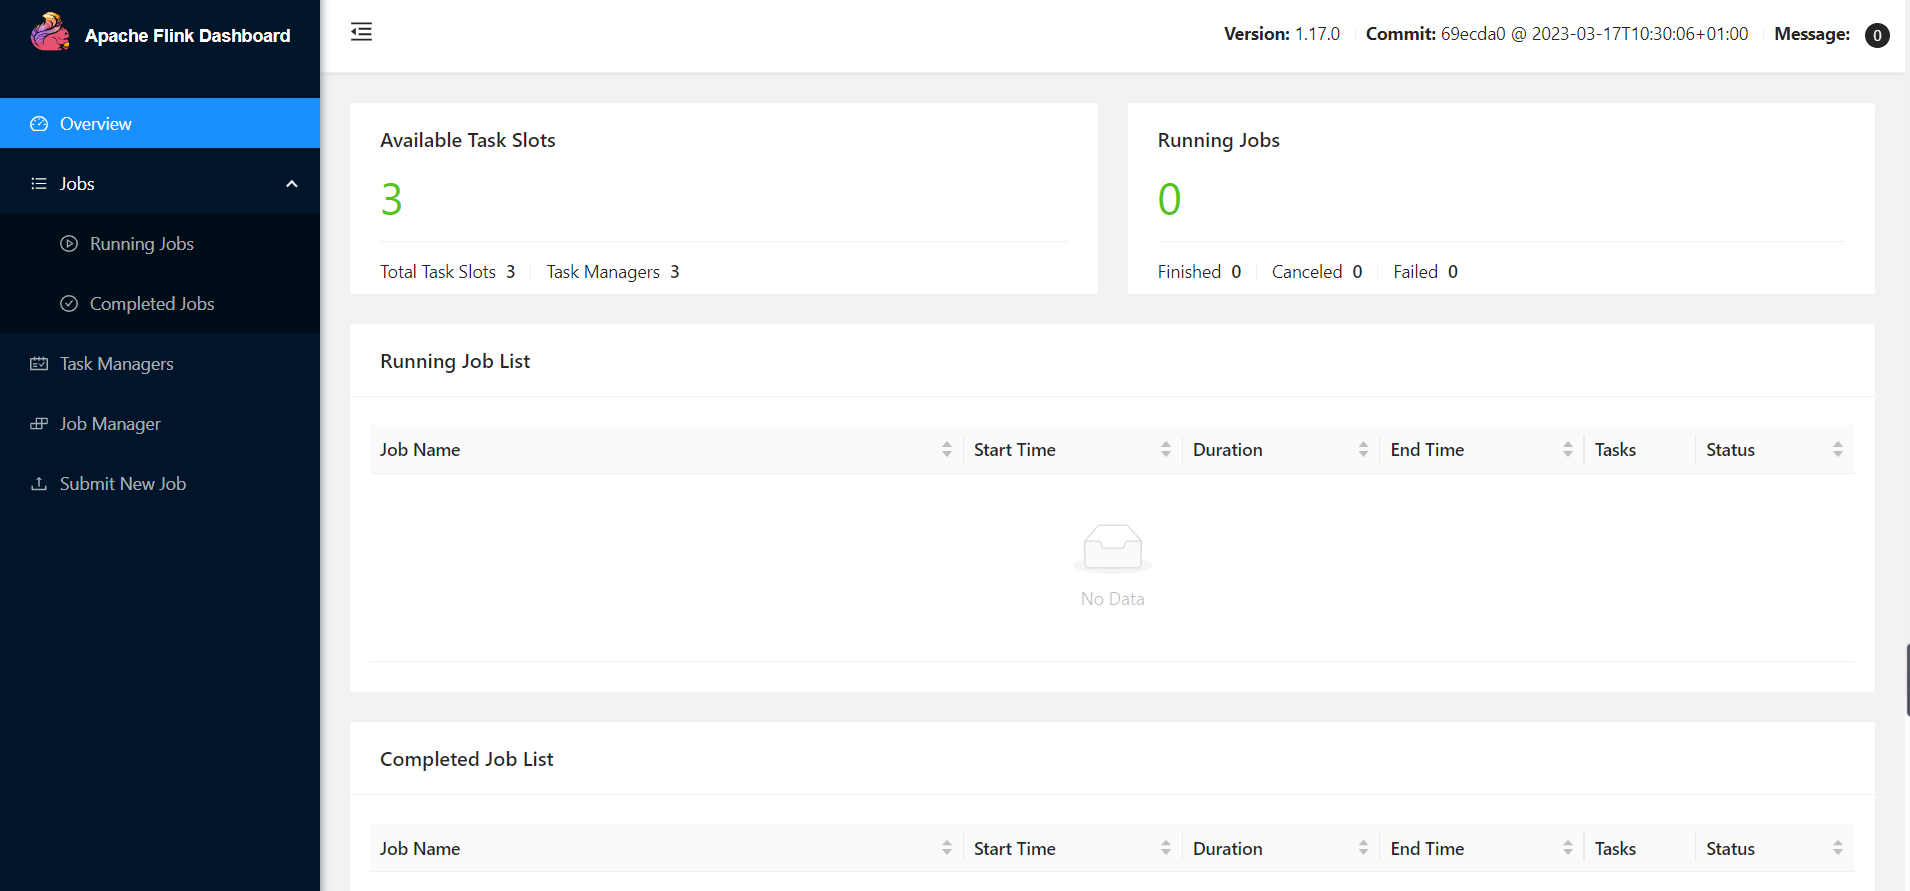 Apache Flink Dashboard
Version: 1.17.0 Commit: 69ecda0 @ 2023-03-17T10:30:06+01:00 Message: 0
Overview
Jobs
Running Jobs
Completed Jobs
Task Managers
Job Manager
Submit New Job
Available Task Slots
3
Total Task Slots 3 Task Managers 3
Running Jobs
0
Finished 0 Canceled 0 Failed 0
Running Job List
Job Name Start Time Duration End Time Tasks Status
No Data
Completed Job List
Job Name Start Time Duration End Time Tasks Status